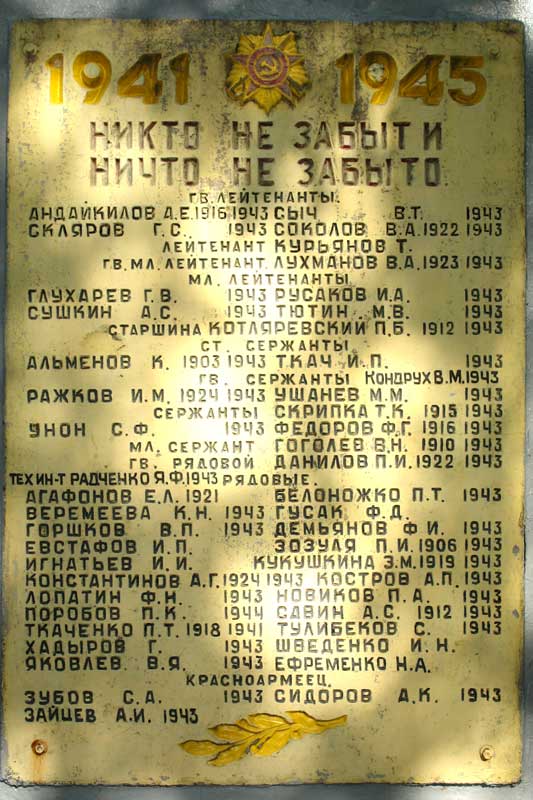 1941 1945
НИКТО НЕ ЗАБЫТ И
НИЧТО НЕ ЗАБЫТО.
ГВ. ЛЕЙТЕНАНТЫ.
АНДАЙКИЛОВ А.Е. 1916 1943 СЫЧ В.Т. 1943
СКЛЯРОВ Г.С. 1943 СОКОЛОВ В.А. 1922 1943
ЛЕЙТЕНАНТ КУРЬЯНОВ Т.
ГВ. МЛ. ЛЕЙТЕНАНТ ЛУХМАНОВ В.А. 1923 1943
МЛ. ЛЕЙТЕНАНТЫ
ГЛУХАРЕВ Г.В. 1943 РУСАКОВ И.А. 1943
СУШКИН А.С. 1943 ТЮТИН М.В. 1943
СТАРШИНА КОТЛЯРЕВСКИЙ П.Б. 1912 1943
СТ. СЕРЖАНТЫ
АЛЬМЕНОВ К. 1903 1943 ТКАЧ И.П. 1943
ГВ. СЕРЖАНТЫ КОНДРУХ В.М. 1943
РАЖКОВ И.М. 1924 1943 УШАНЕВ М.М. 1943
СЕРЖАНТЫ СКРИПКА Т.К. 1915 1943
УНОН С.Ф. 1943 ФЕДОРОВ Ф.Г. 1916 1943
МЛ. СЕРЖАНТ ГОГОЛЕВ В.Н. 1910 1943
ГВ. РЯДОВОЙ ДАНИЛОВ П.И. 1922 1943
ТЕХ ИН-Т РАДЧЕНКО Я.Ф. 1943 РЯДОВЫЕ.
АГАФОНОВ Е.Л. 1921 БЕЛОНОЖКО П.Т. 1943
ВЕРЕМЕЕВА К.Н. 1943 ГУСАК Ф.Д.
ГОРШКОВ В.П. 1943 ДЕМЬЯНОВ Ф.И. 1943
ЕВСТАФОВ И.П. ЗОЗУЛЯ П.И. 1906 1943
ИГНАТЬЕВ И.И. КУКУШКИНА З.М. 1919 1943
КОНСТАНТИНОВ А.Г. 1924 1943 КОСТРОВ А.П. 1943
ЛОПАТИН Ф.Н. 1943 НОВИКОВ П.А. 1943
ПОРОБОВ П.К. 1944 САВИН А.С. 1912 1943
ТКАЧЕНКО П.Т. 1918 1941 ТУЛИБЕКОВ С. 1943
ХАДЫРОВ Г. 1943 ШВЕДЕНКО И.Н.
ЯКОВЛЕВ В.Я. 1943 ЕФРЕМЕНКО Н.А.
КРАСНОАРМЕЕЦ.
ЗУБОВ С.А. 1943 СИДОРОВ А.К. 1943
ЗАЙЦЕВ А.И. 1943